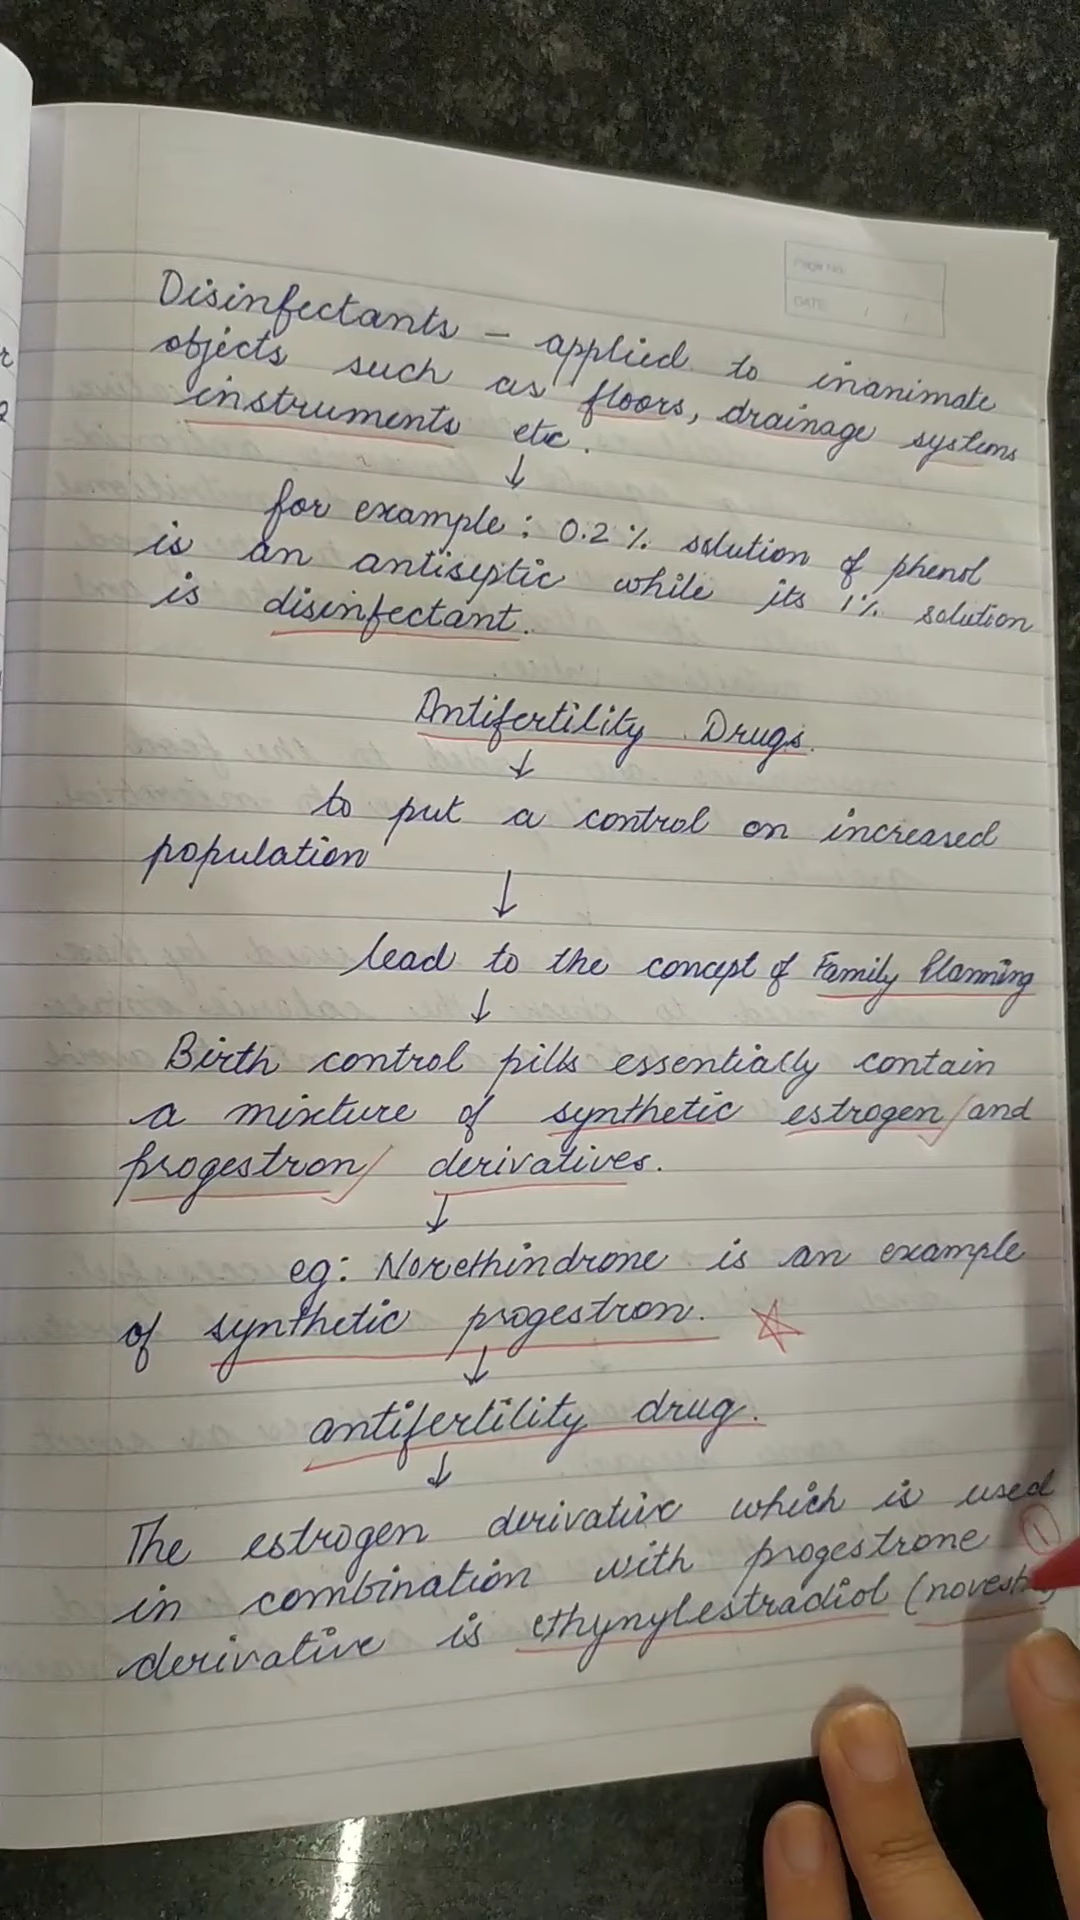 PAGE NO.
DATE
Disinfectants - applied to inanimate
objects such as floors, drainage systems
instruments etc.
↓
for example : 0.2 % solution of phenol
is an antiseptic while its 1% solution
is disinfectant.
Antifertility Drugs.
↓
to put a control on increased
population
↓
lead to the concept of Family Planning
↓
Birth control pills essentially contain
a mixture of synthetic estrogen and
progestron derivatives.
↓
eg: Norethindrone is an example
of synthetic progestron.
↓
antifertility drug.
↓
The estrogen derivative which is used
in combination with progestrone ①
derivative is ethynylestradiol